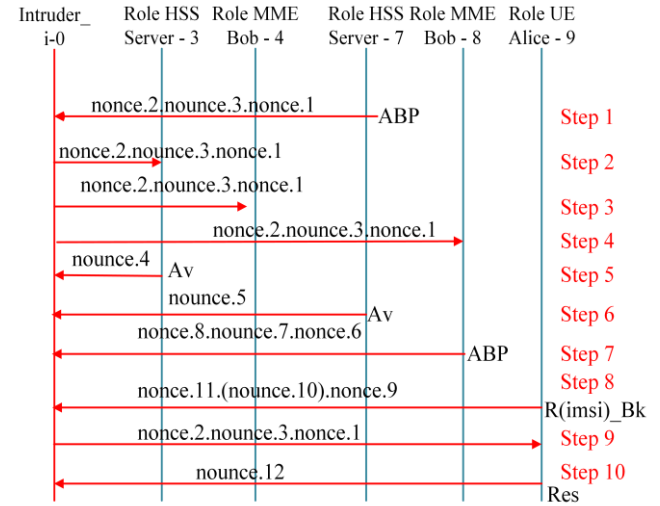 Intruder_ Role HSS Role MME Role HSS Role MME Role UE
i-0 Server - 3 Bob - 4 Server - 7 Bob - 8 Alice - 9
nonce.2.nounce.3.nonce.1
ABP Step 1
nonce.2.nounce.3.nonce.1 Step 2
nonce.2.nounce.3.nonce.1
Step 3
nonce.2.nounce.3.nonce.1 Step 4
nounce.4 Av Step 5
nounce.5 Av Step 6
nonce.8.nounce.7.nonce.6
ABP Step 7
Step 8
nonce.11.(nounce.10).nonce.9
R(imsi)_Bk
nonce.2.nounce.3.nonce.1 Step 9
nounce.12 Step 10
Res